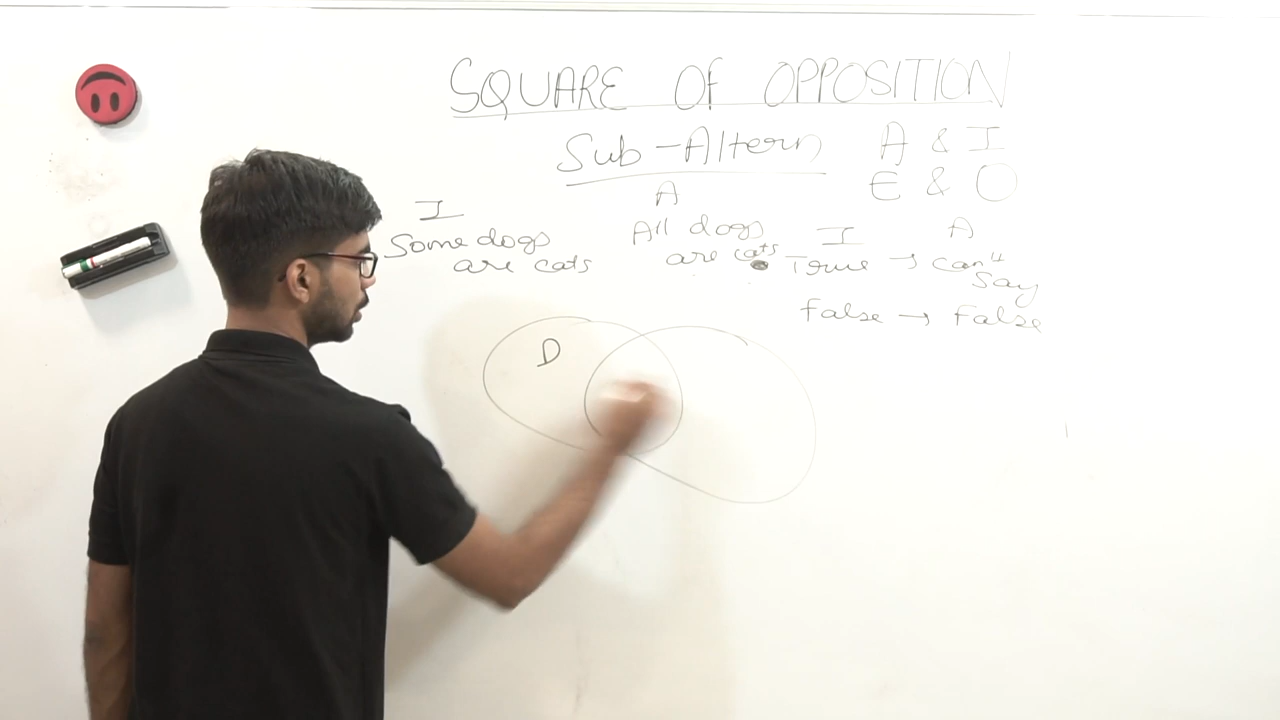 SQUARE OF OPPOSITION
Sub-Altern A & I
E & O
I
Some dogs
are cats
A
All dogs
are cats
I A
True → can't
say
false → false
D